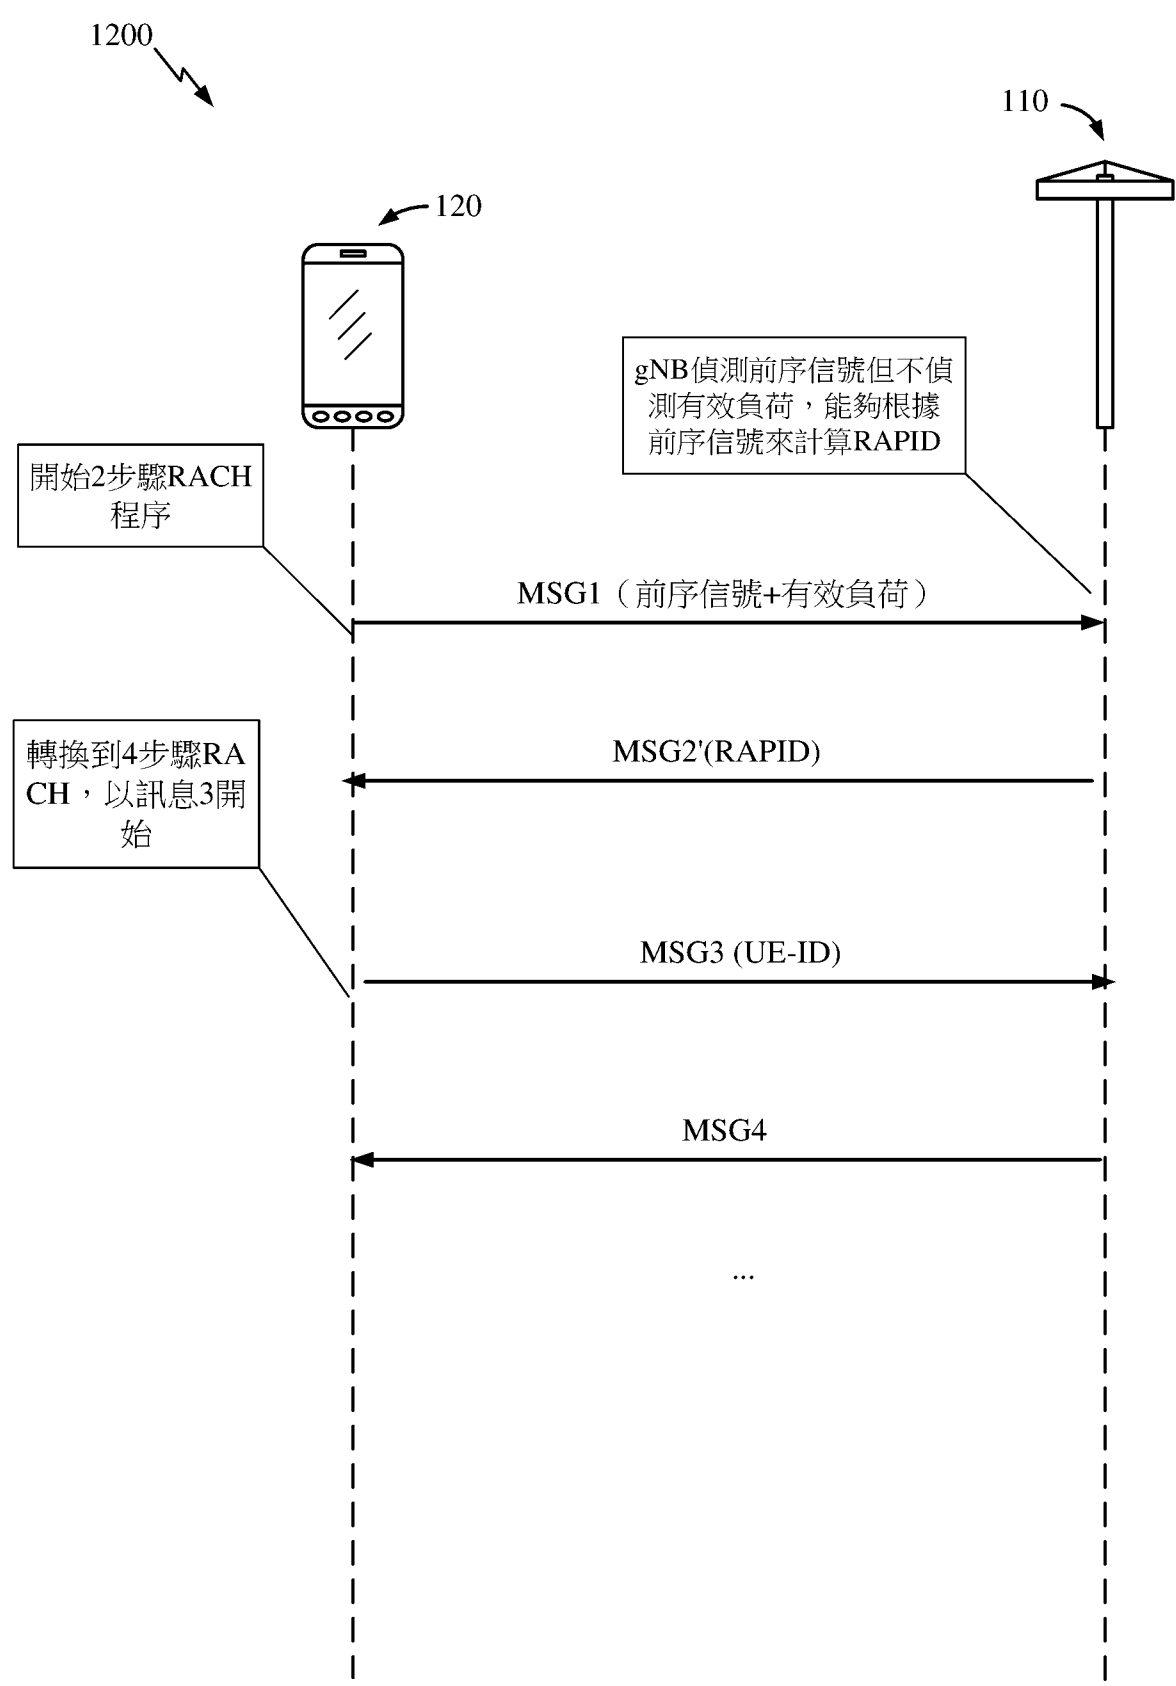 1200
110
120
gNB偵測前序信號但不偵
測有效負荷，能夠根據
前序信號來計算RAPID
開始2步驟RACH
程序
MSG1（前序信號+有效負荷）
轉換到4步驟RA
CH，以訊息3開
始
MSG2'(RAPID)
MSG3 (UE-ID)
MSG4
...